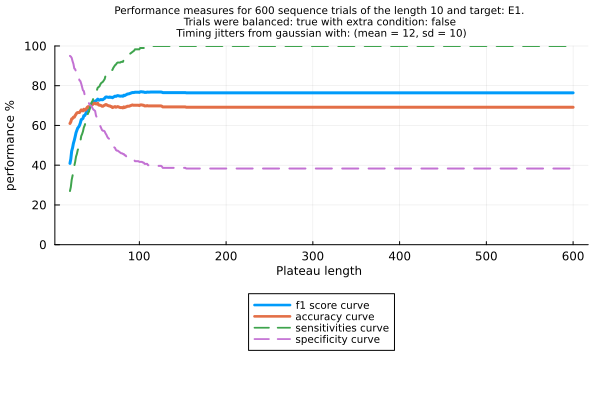 Performance measures for 600 sequence trials of the length 10 and target: E1.
Trials were balanced: true with extra condition: false
Timing jitters from gaussian with: (mean = 12, sd = 10)
100
80
60
40
20
0
performance %
100
200
300
400
500
600
Plateau length
f1 score curve
accuracy curve
sensitivities curve
specificity curve